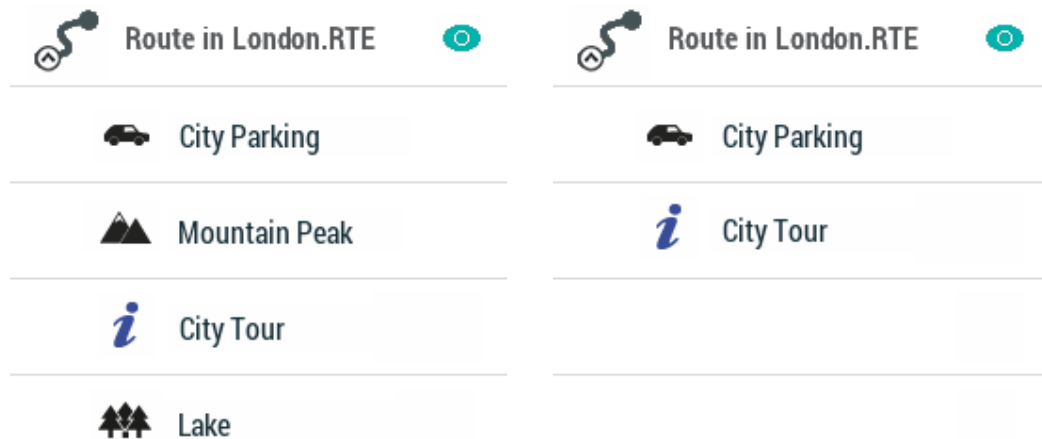 Route in London.RTE
City Parking
Mountain Peak
City Tour
Lake
Route in London.RTE
City Parking
City Tour